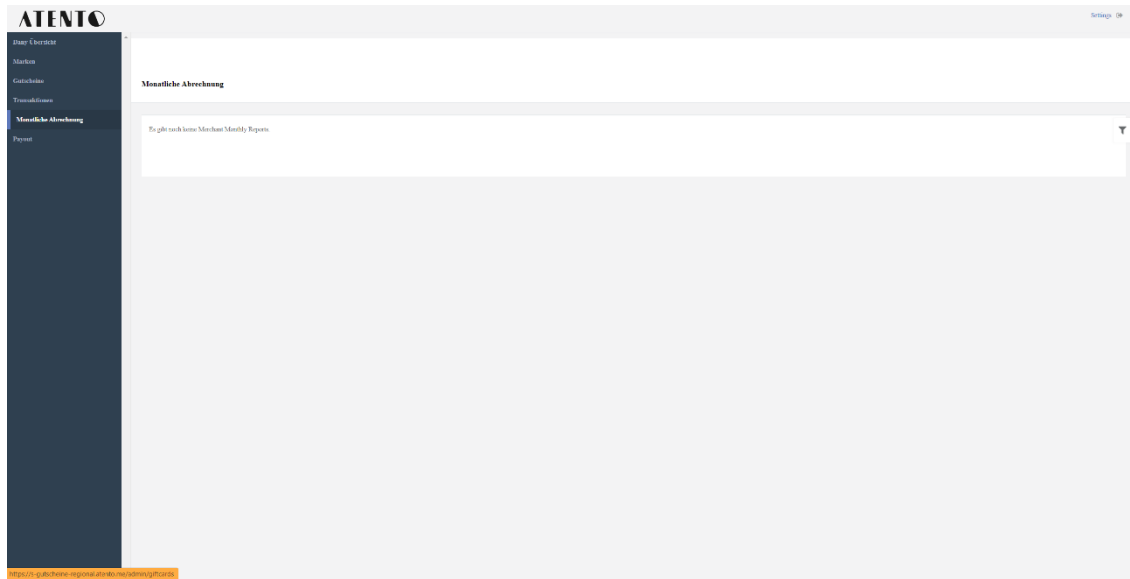 ATENTO
Settings
Dany Übersicht
Marken
Gutscheine
Transaktionen
Monatliche Abrechnung
Payout
Monatliche Abrechnung
Es gibt noch keine Merchant Monthly Reports
https://s-gutscheine-regional.atento.me/admin/giftcards